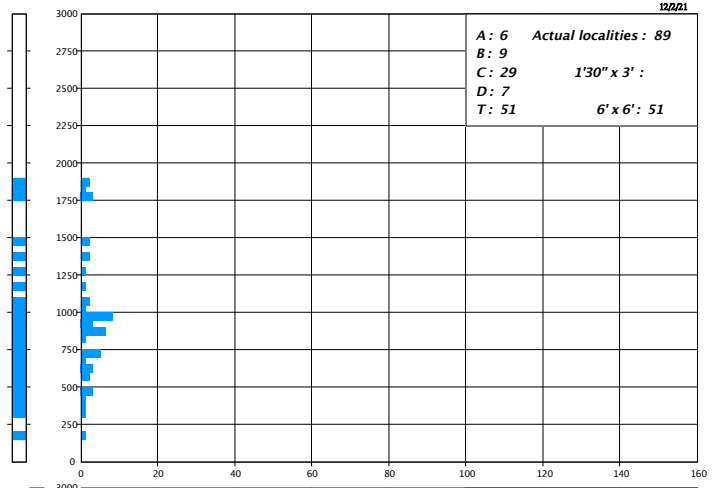 12/2/21
3000
A : 6 Actual localities : 89
B : 9
2750
C : 29 1'30" x 3' :
D : 7
2500
T : 51 6' x 6' : 51
2250
2000
1750
1500
1250
1000
750
500
250
0
0 20 40 60 80 100 120 140 160
3000